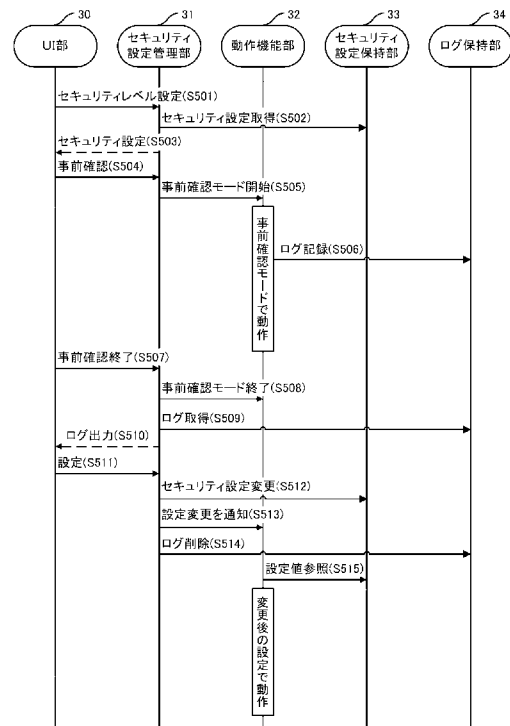 30
31
32
33
34
UI部
セキュリティ
設定管理部
動作機能部
セキュリティ
設定保持部
ログ保持部
セキュリティレベル設定(S501)
セキュリティ設定取得(S502)
セキュリティ設定(S503)
事前確認(S504)
事前確認モード開始(S505)
事前確認モードで動作
ログ記録(S506)
事前確認終了(S507)
事前確認モード終了(S508)
ログ取得(S509)
ログ出力(S510)
設定(S511)
セキュリティ設定変更(S512)
設定変更を通知(S513)
ログ削除(S514)
設定値参照(S515)
変更後の設定で動作